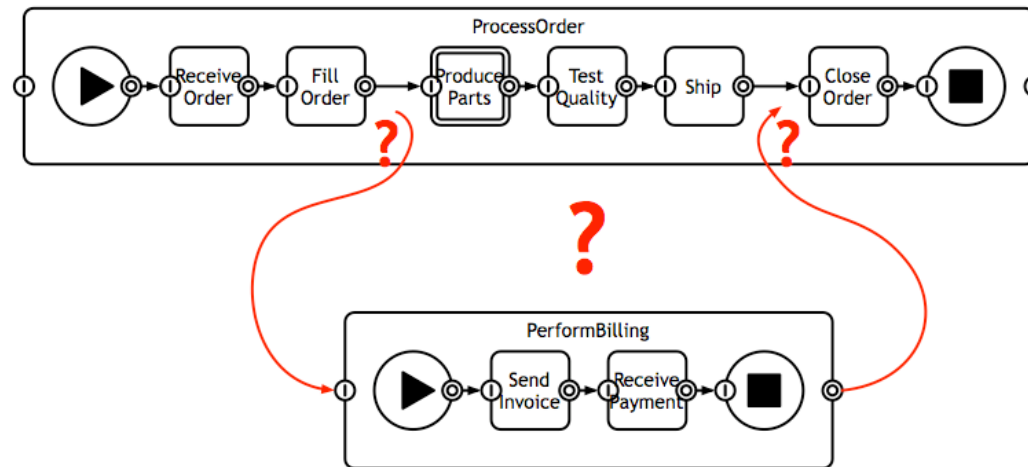 ProcessOrder
Receive
Order
Fill
Order
Produce
Parts
Test
Quality
Ship
Close
Order
?
?
?
PerformBilling
Send
Invoice
Receive
Payment